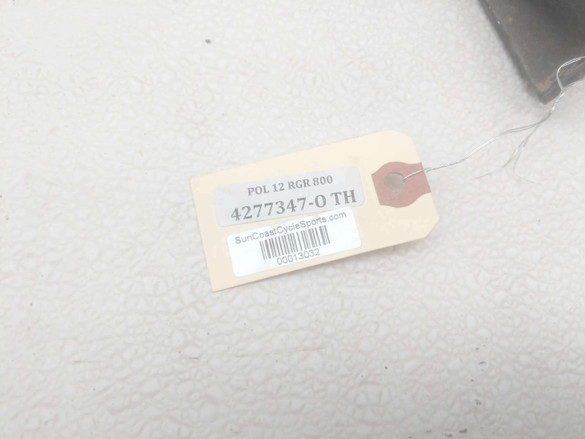 POL 12 RGR 800
4277347-O TH
SunCoastCycleSports.com
00013032